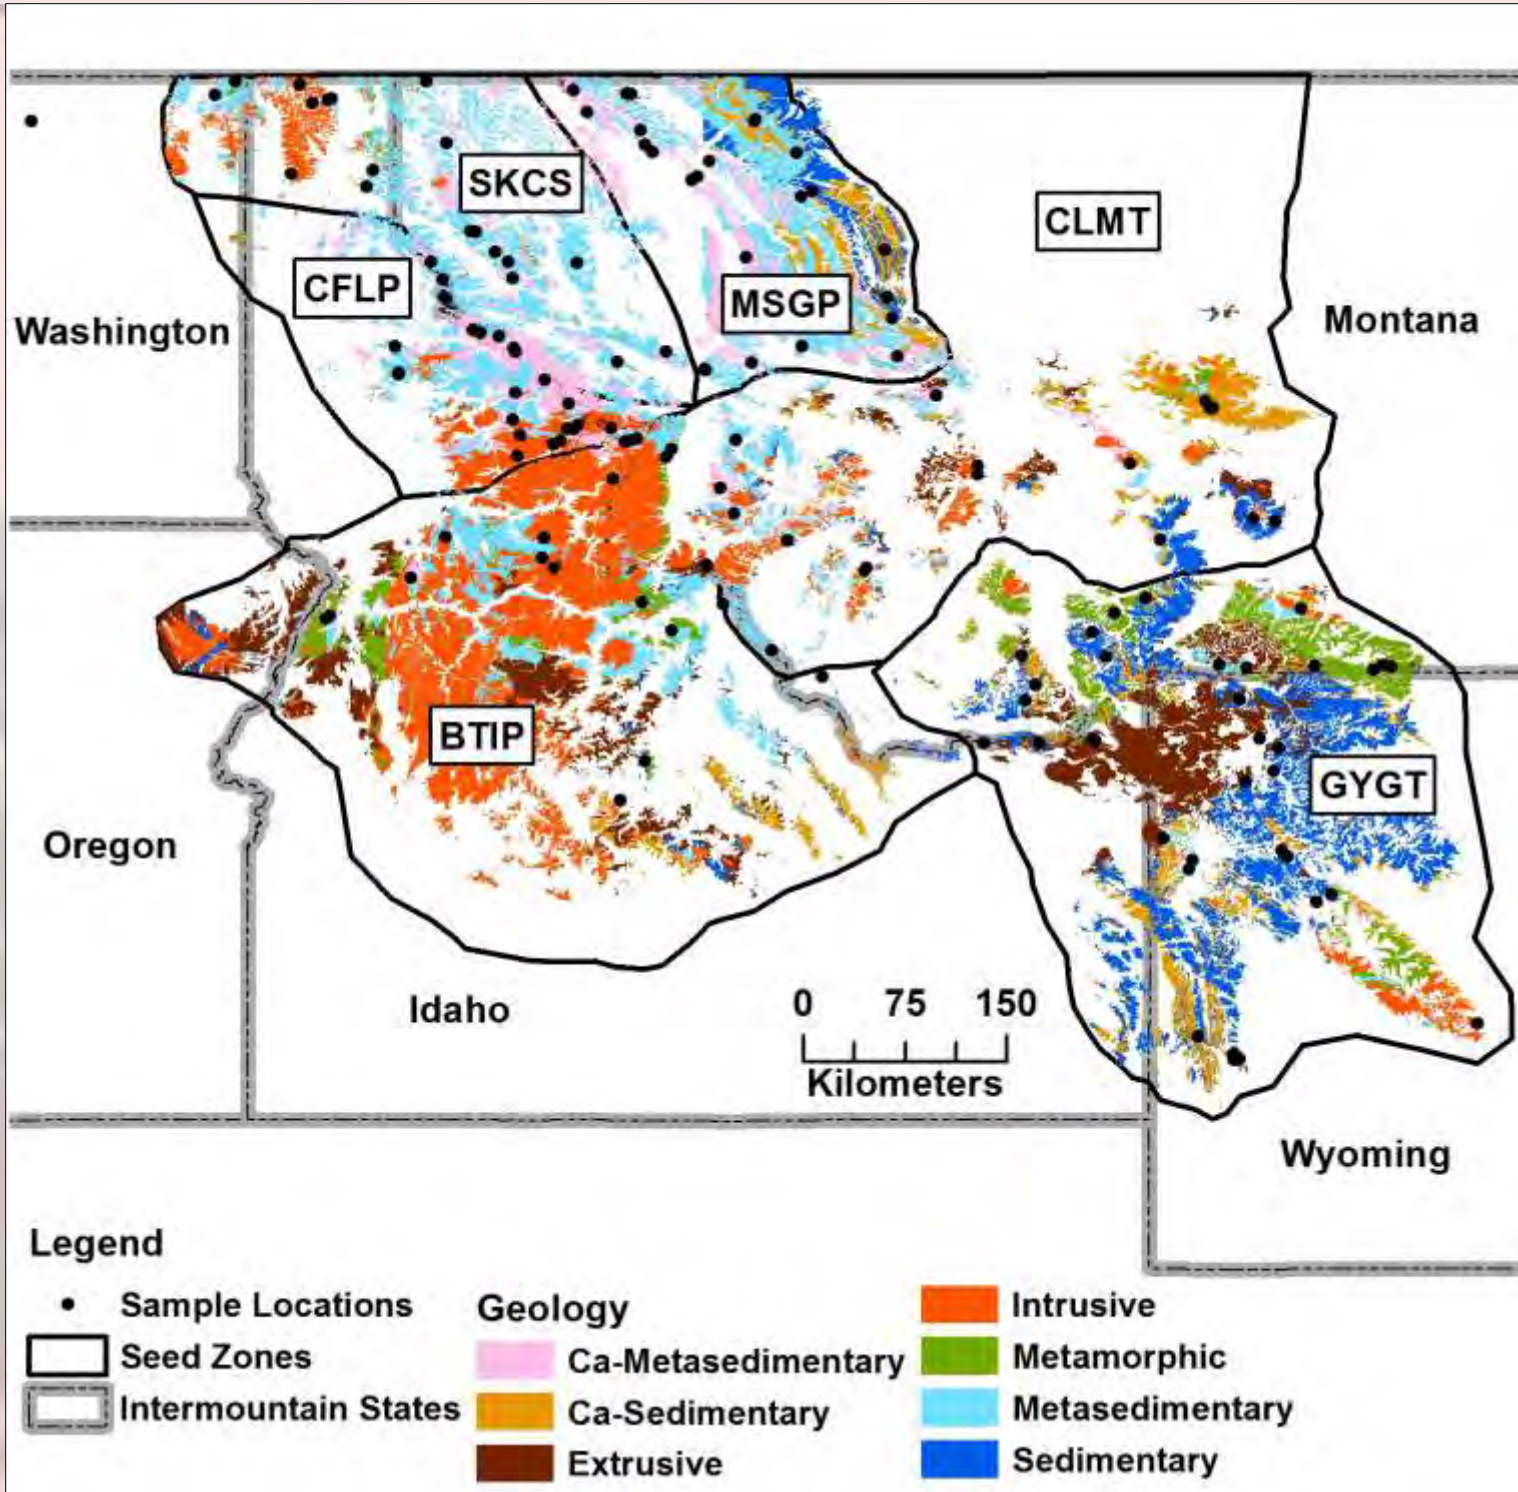 SKCS
CLMT
CFLP
MSGP
Washington
Montana
BTIP
GYGT
Oregon
Idaho
0 75 150
Kilometers
Wyoming
Legend
Sample Locations
Seed Zones
Intermountain States
Geology
Ca-Metasedimentary
Ca-Sedimentary
Extrusive
Intrusive
Metamorphic
Metasedimentary
Sedimentary